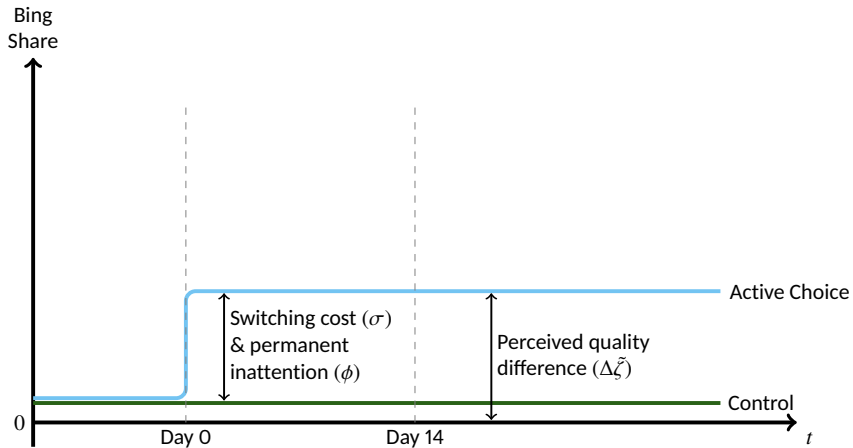 Bing
Share
Active Choice
Switching cost (σ)
& permanent
inattention (ϕ)
Perceived quality
difference (Δζ̃)
Control
0
Day 0
Day 14
t